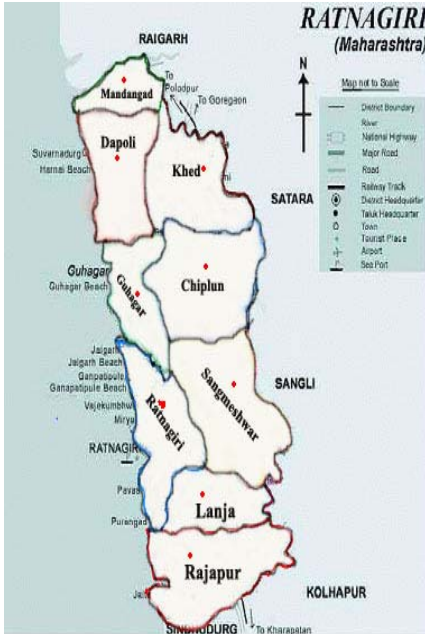 RATNAGIRI
(Maharashtra)
RAIGARH
N
Map not to Scale
To
Poladpur
To Goregaon
Mandangad
District Boundary
River
National Highway
Major Road
Road
Railway Track
District Headquarter
Taluk Headquarter
Town
Tourist Place
Airport
Sea Port
Dapoli
Suvarnadurg
Harnai Beach
Khed
SATARA
Guhagar
Guhagar Beach
Guhagar
Chiplun
Jaigarh
Jaigarh Beach
Ganpatipule
Ganapatipule Beach
SANGLI
Sangmeshwar
Ratnagiri
Mirya
RATNAGIRI
Pavas
Lanja
Purangad
Rajapur
KOLHAPUR
SINDHUDURG
To Kharapatan